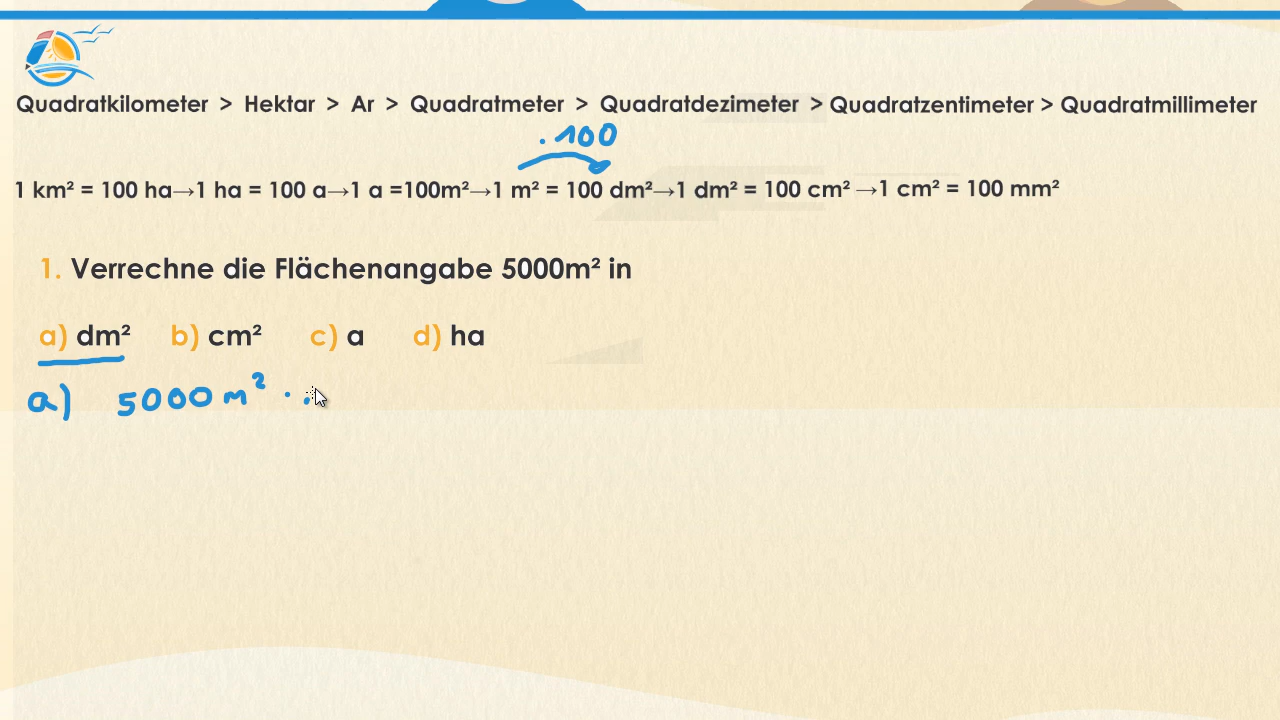 Quadratkilometer > Hektar > Ar > Quadratmeter > Quadratdezimeter > Quadratzentimeter > Quadratmillimeter
. 100
1 km² = 100 ha→1 ha = 100 a→1 a =100m²→1 m² = 100 dm²→1 dm² = 100 cm² →1 cm² = 100 mm²
1. Verrechne die Flächenangabe 5000m² in
a) dm² b) cm² c) a d) ha
a) 5000 m² ·